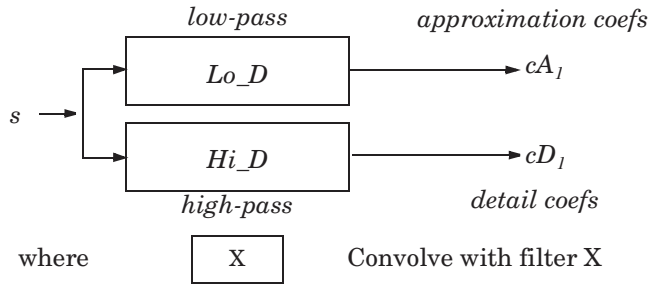 low-pass
approximation coefs
Lo_D
cA1
s
Hi_D
cD1
high-pass
detail coefs
where
X
Convolve with filter X